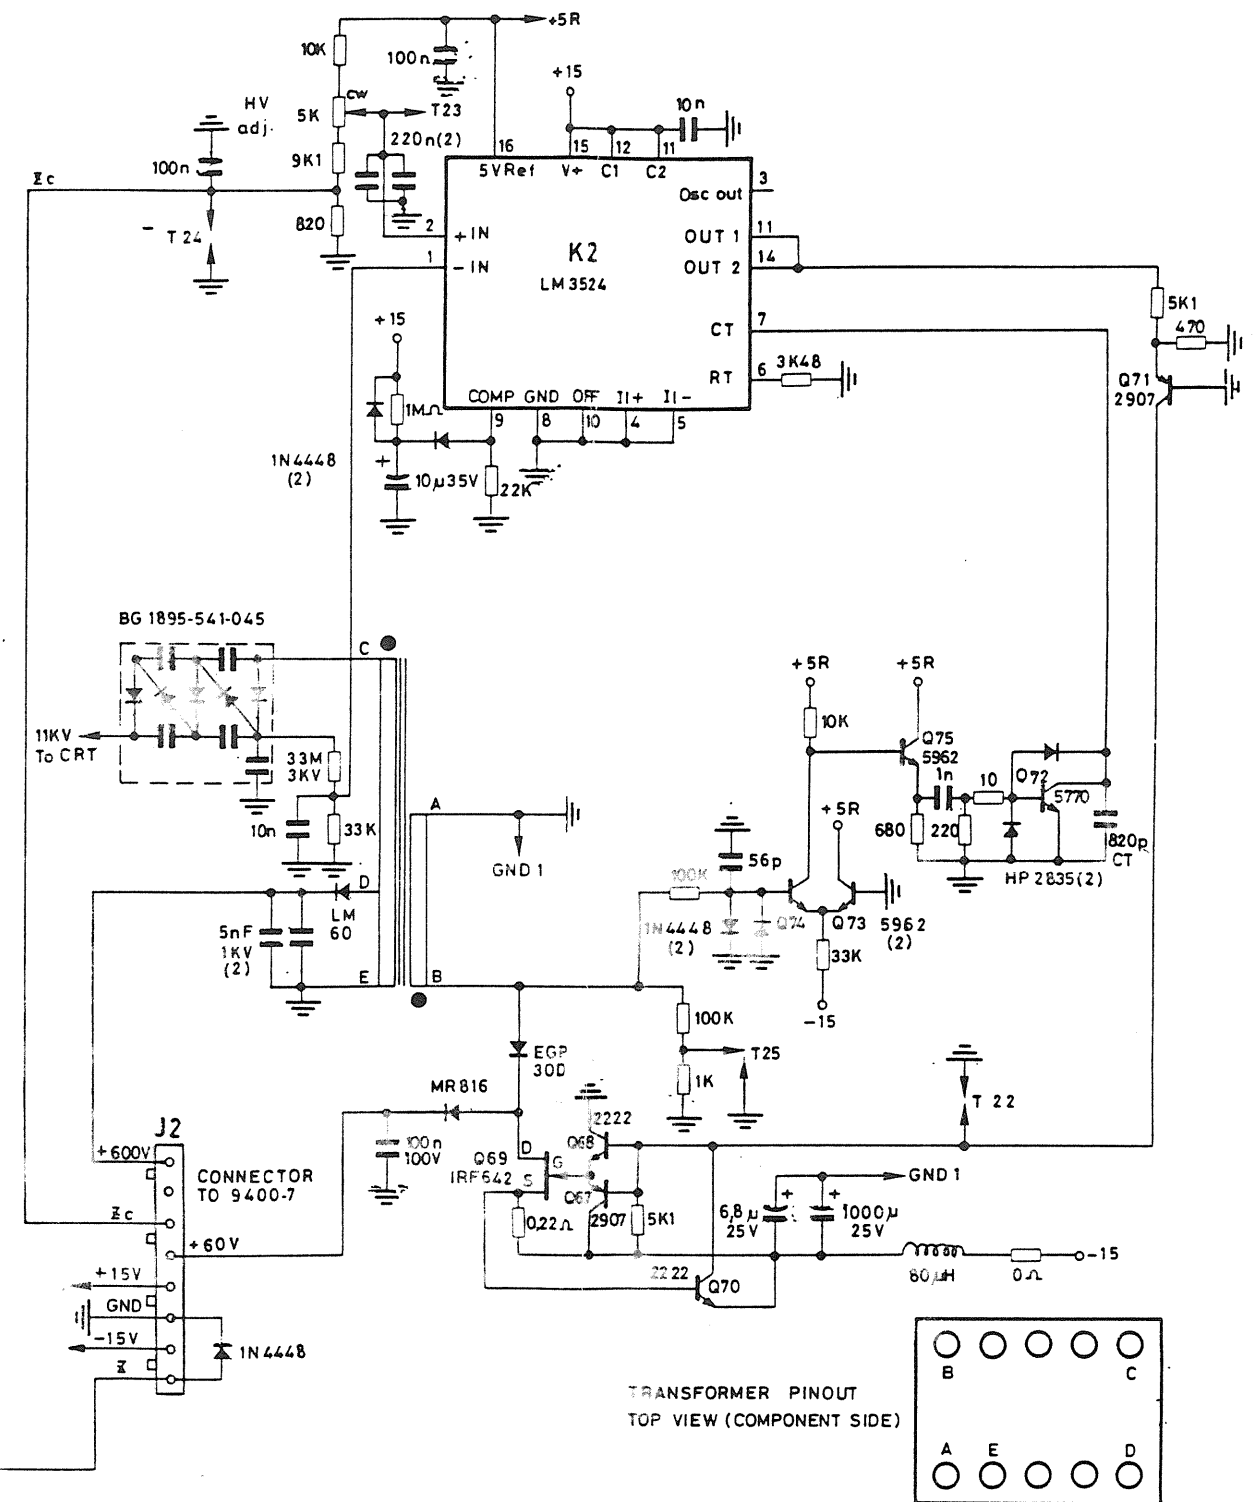 +5R
10K
100n
+15
cw
HV
adj.
5K
T23
10n
220n(2)
16
15
12
11
9K1
5VRef
V+
C1
C2
100n
Osc out
3
Zc
820
2
+IN
OUT 1
11
- T24
K2
1
-IN
OUT 2
14
LM3524
5K1
+15
CT
7
470
3K48
RT
6
Q71
2907
COMP
GND
OFF
I1+
I1-
1MΩ
9
8
10
4
5
1N4448
(2)
+
10µ35V
22K
BG 1895-541-045
C
+5R
+5R
10K
Q75
5962
11KV
To CRT
33M
3KV
1n
10
Q72
5770
A
+5R
10n
33K
680
220
820p
CT
56p
GND1
HP 2835(2)
100K
D
LM
60
5nF
1KV
(2)
1N4448
(2)
Q74
Q73
5962
(2)
33K
E
B
-15
100K
EGP
30D
T25
MR816
1K
T 22
2222
J2
100n
100V
Q68
+600V
Q69
IRF642
D
G
S
CONNECTOR
TO 9400-7
Q67
GND1
+
+
Zc
0,22Ω
2907
5K1
6,8µ
25V
1000µ
25V
+60V
-15
2222
Q70
80µH
0Ω
+15V
GND
-15V
1N4448
Z
B
C
TRANSFORMER PINOUT
TOP VIEW (COMPONENT SIDE)
A
E
D